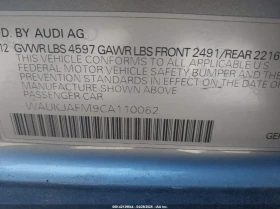 D. BY AUDI AG
12 GVWR LBS 4597 GAWR LBS FRONT 2491/REAR 2216
THIS VEHICLE CONFORMS TO ALL APPLICABLE US
FEDERAL MOTOR VEHICLE SAFETY BUMPER AND THEFT
PREVENTION STANDARDS IN EFFECT ON THE DATE OF
MANUFACTURE SHOWN ABOVE.
WAUKJAFM9CA110062